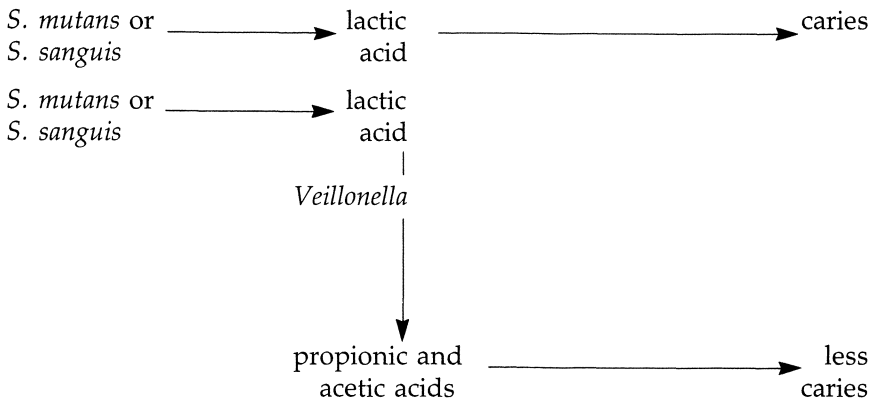 S. mutans or lactic caries
S. sanguis acid
S. mutans or lactic
S. sanguis acid
Veillonella
propionic and less
acetic acids caries